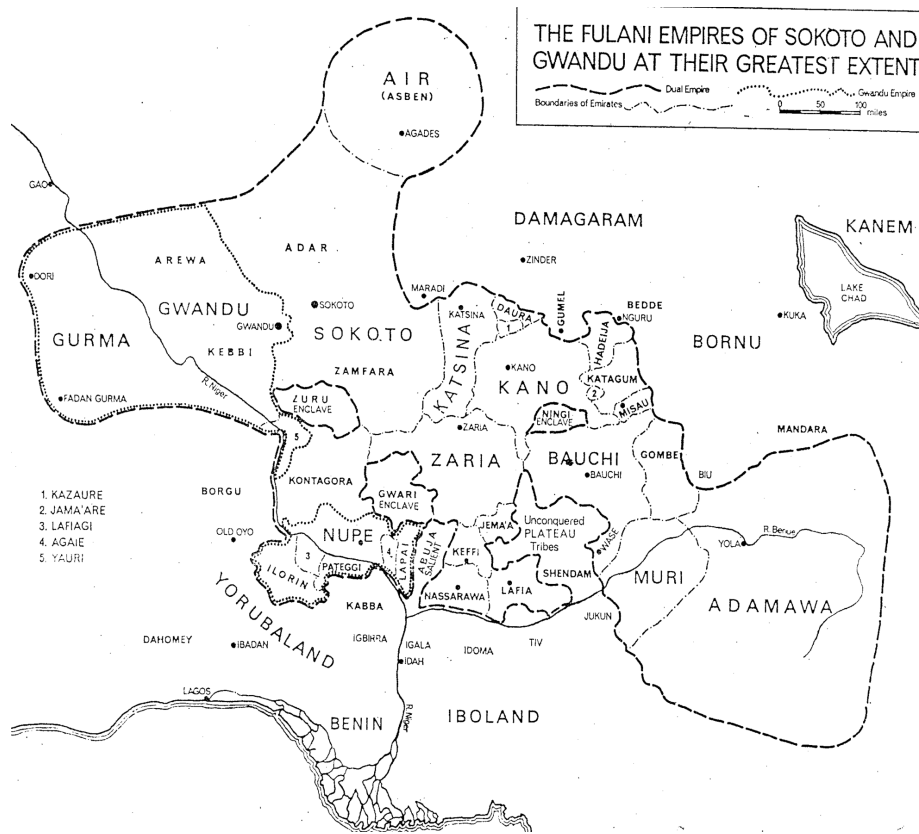 THE FULANI EMPIRES OF SOKOTO AND
GWANDU AT THEIR GREATEST EXTENT
Dual Empire
Gwandu Empire
Boundaries of Emirates
0 50 100
miles
AIR
(ASBEN)
AGADES
GAO
DAMAGARAM
KANEM
ADAR
ZINDER
AREWA
DORI
LAKE
CHAD
MARADI
SOKOTO
KATSINA
DAURA
1
GUMEL
BEDDE
NGURU
KUKA
GWANDU
GWANDU
SOKOTO
HADEIJA
BORNU
GURMA
KEBBI
KATSINA
KANO
KANO
KATAGUM
2
R. Niger
ZAMFARA
MISAU
FADAN GURMA
ZURU
ENCLAVE
NINGI
ENCLAVE
ZARIA
MANDARA
5
ZARIA
BAUCHI
GOMBE
BAUCHI
BIU
KONTAGORA
GWARI
ENCLAVE
1. KAZAURE
2. JAMA'ARE
3. LAFIAGI
4. AGAIE
5. YAURI
BORGU
JEMA'A
Unconquered
PLATEAU
Tribes
OLD OYO
NUPE
4
LAPAI
ABUJA
SALIENT
KEFFI
WASE
YOLA
R. Benue
3
PATEGGI
ILORIN
SHENDAM
MURI
NASSARAWA
LAFIA
ADAMAWA
KABBA
YORUBALAND
JUKUN
DAHOMEY
IBADAN
IGBIRRA
IGALA
IDOMA
TIV
IDAH
LAGOS
BENIN
R. Niger
IBOLAND